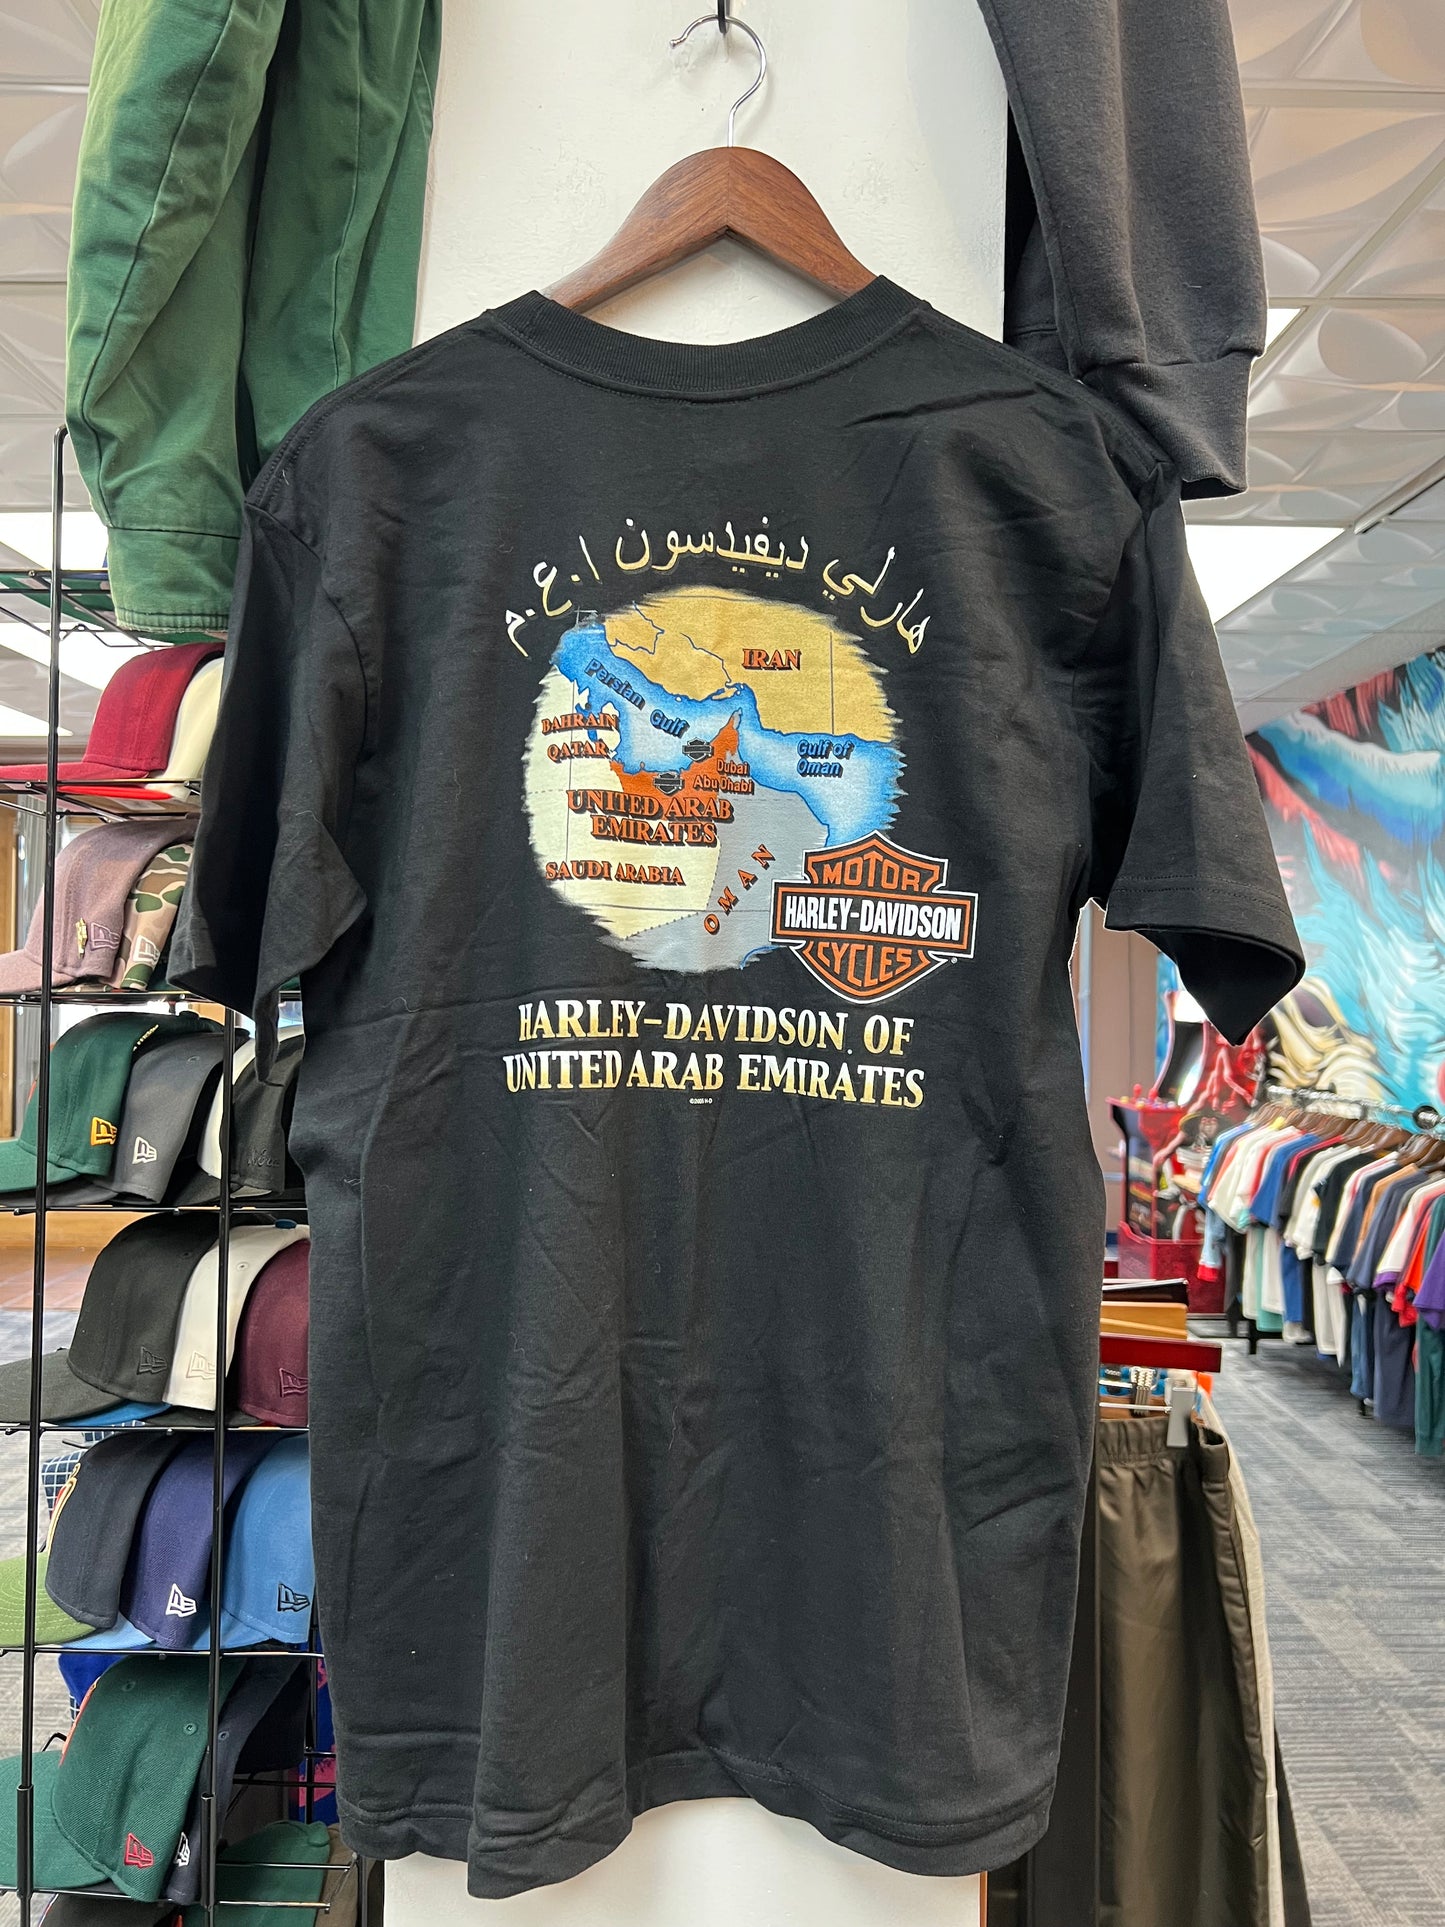 هارلي ديفيدسون ا.ع.م
IRAN
Persian Gulf
BAHRAIN
QATAR
Gulf of
Oman
Dubai
Abu Dhabi
UNITED ARAB
EMIRATES
SAUDI ARABIA
OMAN
MOTOR
HARLEY-DAVIDSON
CYCLES
HARLEY-DAVIDSON OF
UNITED ARAB EMIRATES